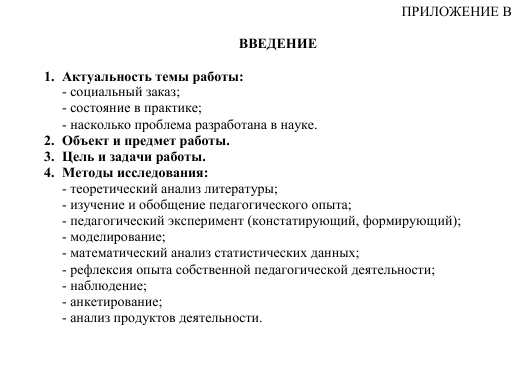 ПРИЛОЖЕНИЕ В
ВВЕДЕНИЕ
1. Актуальность темы работы:
- социальный заказ;
- состояние в практике;
- насколько проблема разработана в науке.
2. Объект и предмет работы.
3. Цель и задачи работы.
4. Методы исследования:
- теоретический анализ литературы;
- изучение и обобщение педагогического опыта;
- педагогический эксперимент (констатирующий, формирующий);
- моделирование;
- математический анализ статистических данных;
- рефлексия опыта собственной педагогической деятельности;
- наблюдение;
- анкетирование;
- анализ продуктов деятельности.